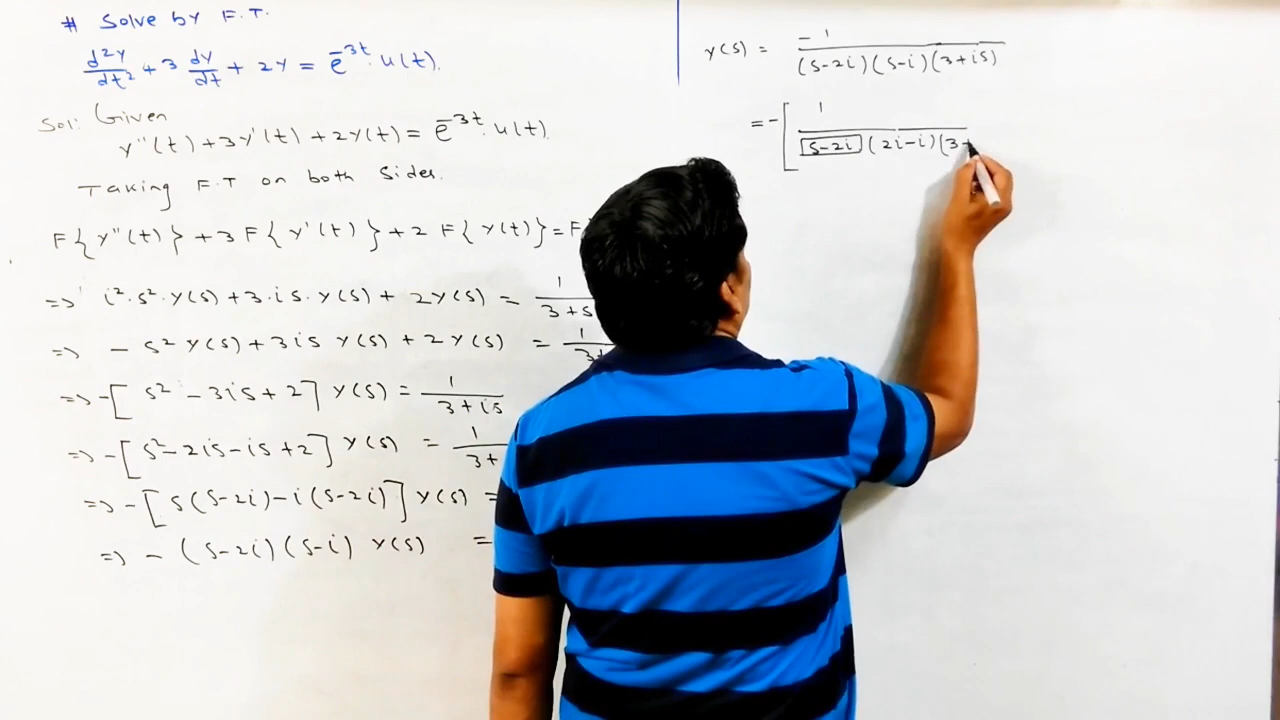 # Solve by F.T.
d²y/dt² + 3 dy/dt + 2y = e^-3t · u(t).
Sol: Given
y''(t) + 3y'(t) + 2y(t) = e^-3t · u(t).
Taking F.T on both sides.
F{y''(t)} + 3 F{y'(t)} + 2 F{y(t)} = F
=> i²·s²·y(s) + 3·is·y(s) + 2y(s) = 1/(3+s
=> - s² y(s) + 3is y(s) + 2y(s) = 1/(3+
=> -[s² - 3is + 2] y(s) = 1/(3+is
=> -[s² - 2is - is + 2] y(s) = 1/(3+
=> -[s(s-2i) - i(s-2i)] y(s) =
=> - (s-2i)(s-i) y(s) =
y(s) = -1/((s-2i)(s-i)(3+is))
= -[ 1/((s-2i)(2i-i)(3+